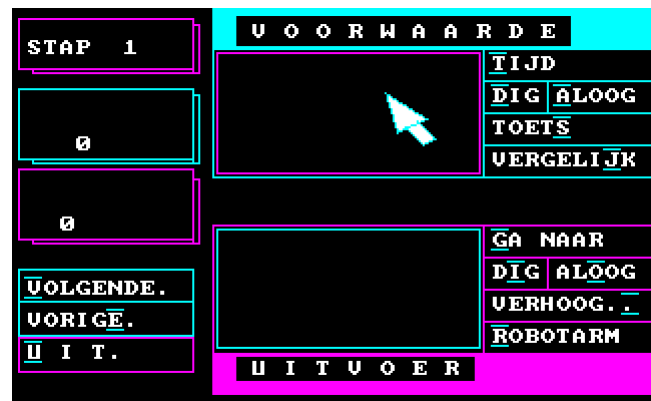 STAP 1
0
0
VOLGENDE.
VORIGE.
U I T.
V O O R W A A R D E
TIJD
DIG ALOOG
TOETS
VERGELIJK
GA NAAR
DIG ALOOG
VERHOOG..
ROBOTARM
U I T V O E R